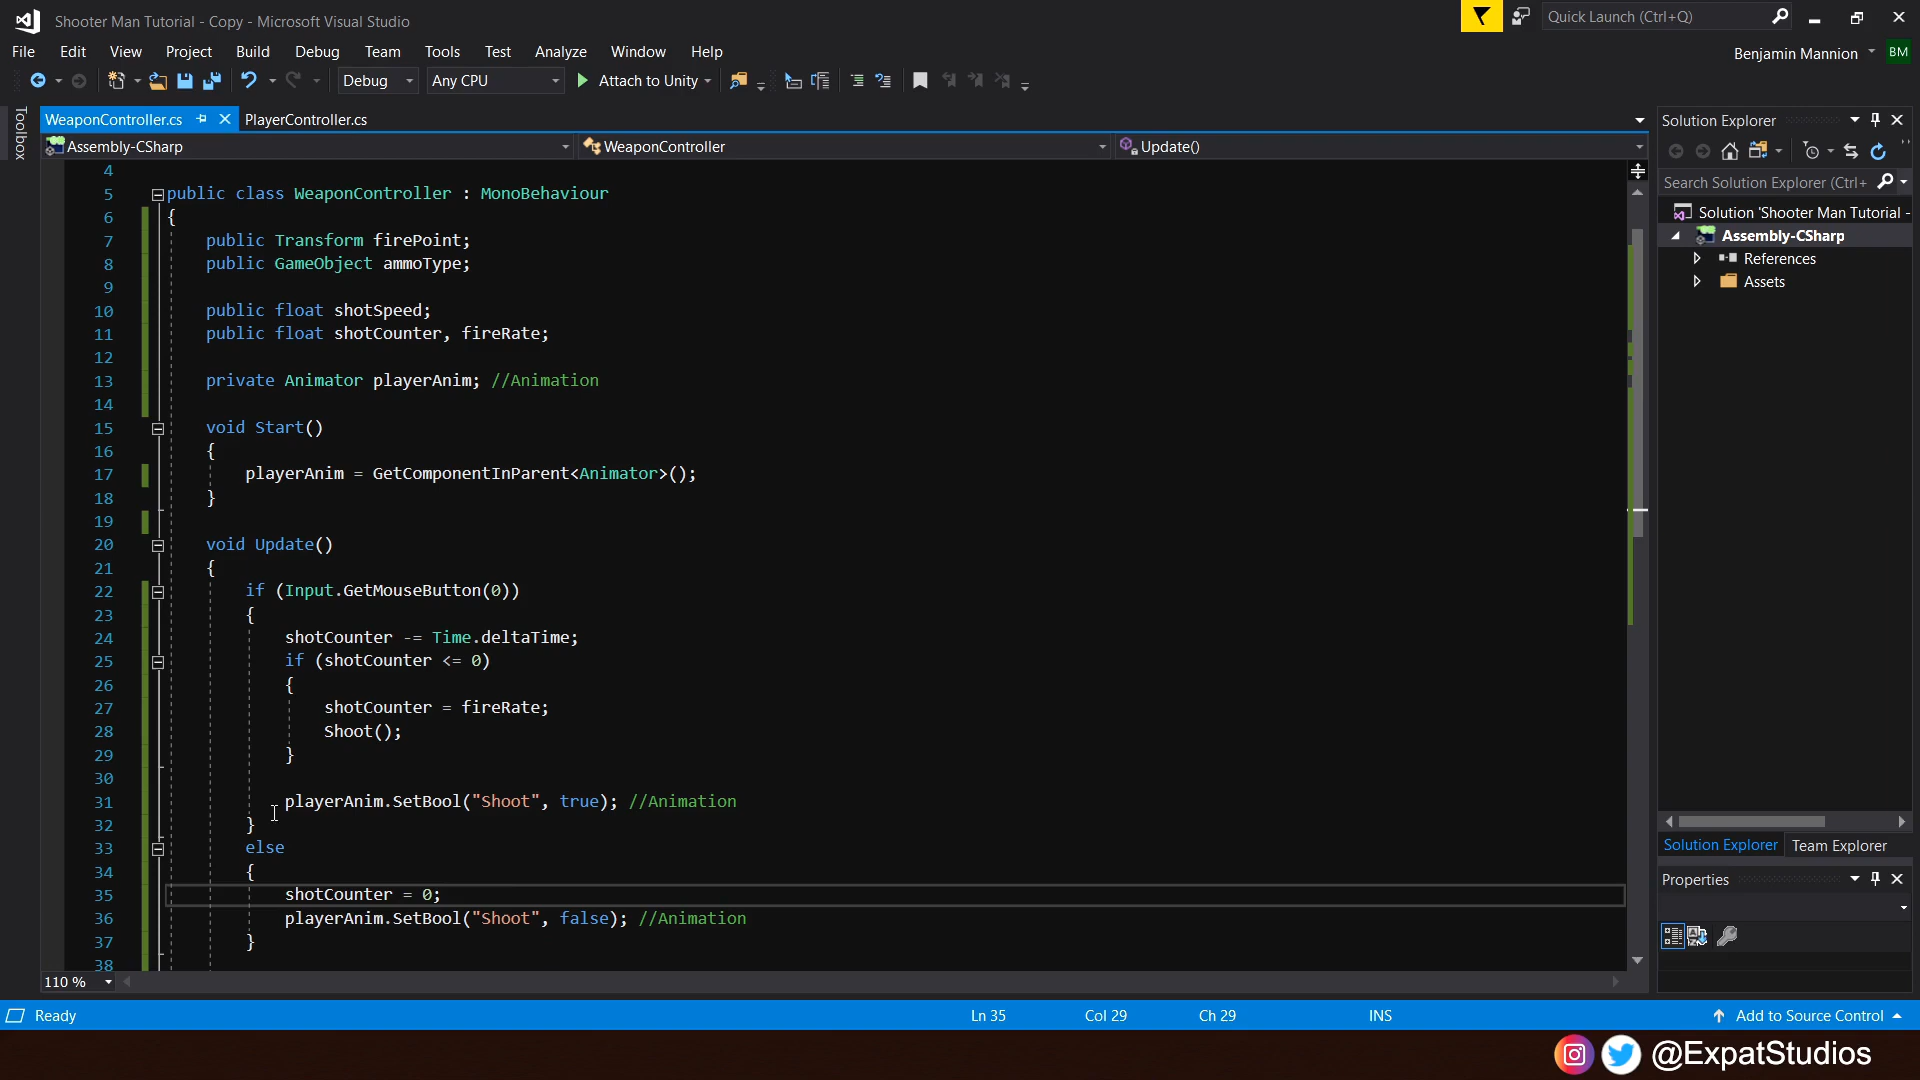 Shooter Man Tutorial - Copy - Microsoft Visual Studio
Quick Launch (Ctrl+Q)
File Edit View Project Build Debug Team Tools Test Analyze Window Help
Benjamin Mannion BM
Debug Any CPU Attach to Unity
Toolbox
WeaponController.cs PlayerController.cs
Assembly-CSharp WeaponController Update()
4
5 public class WeaponController : MonoBehaviour
6 {
7 public Transform firePoint;
8 public GameObject ammoType;
9
10 public float shotSpeed;
11 public float shotCounter, fireRate;
12
13 private Animator playerAnim; //Animation
14
15 void Start()
16 {
17 playerAnim = GetComponentInParent<Animator>();
18 }
19
20 void Update()
21 {
22 if (Input.GetMouseButton(0))
23 {
24 shotCounter -= Time.deltaTime;
25 if (shotCounter <= 0)
26 {
27 shotCounter = fireRate;
28 Shoot();
29 }
30
31 playerAnim.SetBool("Shoot", true); //Animation
32 }
33 else
34 {
35 shotCounter = 0;
36 playerAnim.SetBool("Shoot", false); //Animation
37 }
38
110 %
Solution Explorer
Search Solution Explorer (Ctrl+
Solution 'Shooter Man Tutorial -
Assembly-CSharp
References
Assets
Solution Explorer Team Explorer
Properties
Ready Ln 35 Col 29 Ch 29 INS Add to Source Control
@ExpatStudios